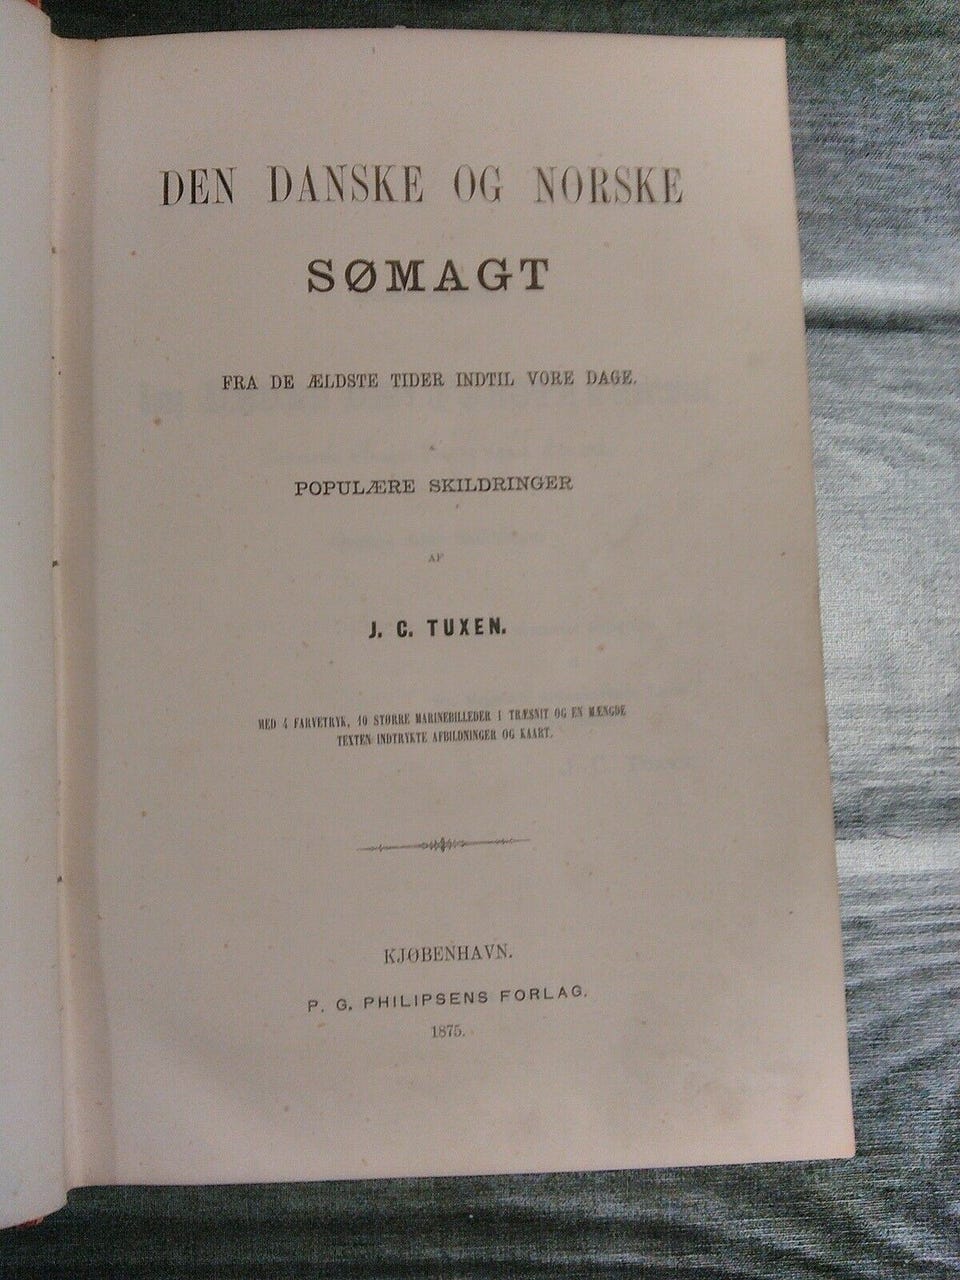 DEN DANSKE OG NORSKE
SØMAGT
FRA DE ÆLDSTE TIDER INDTIL VORE DAGE.
POPULÆRE SKILDRINGER
AF
J. C. TUXEN.
MED 4 FARVETRYK, 10 STØRRE MARINEBILLEDER I TRÆSNIT OG EN MÆNGDE
TEXTEN INDTRYKTE AFBILDNINGER OG KAART.
KJØBENHAVN.
P. G. PHILIPSENS FORLAG.
1875.